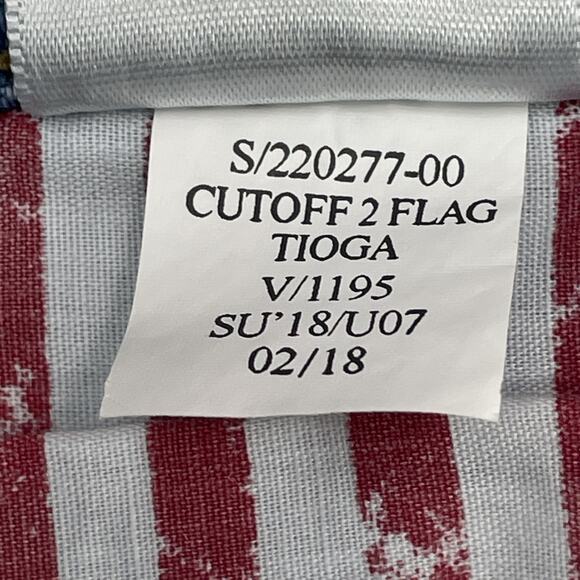 S/220277-00
CUTOFF 2 FLAG
TIOGA
V/1195
SU'18/U07
02/18